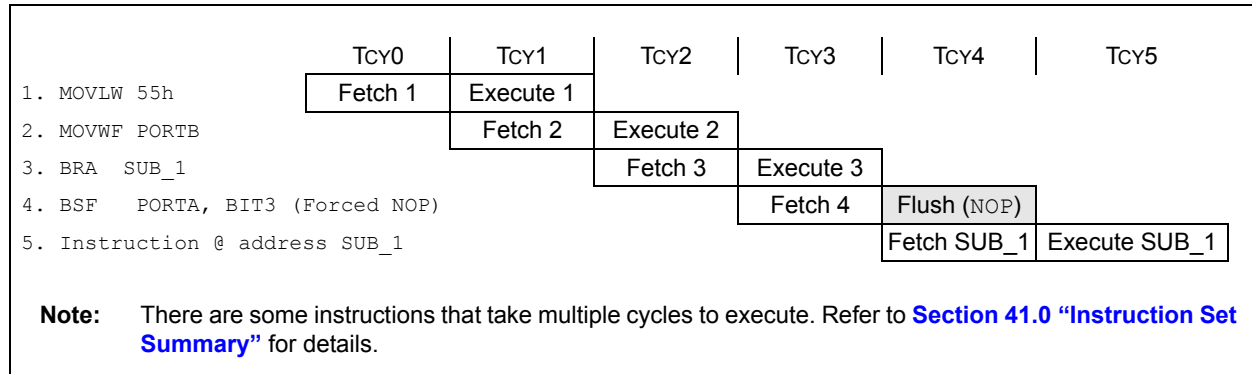 TCY0 TCY1 TCY2 TCY3 TCY4 TCY5
1. MOVLW 55h Fetch 1 Execute 1
2. MOVWF PORTB Fetch 2 Execute 2
3. BRA SUB_1 Fetch 3 Execute 3
4. BSF PORTA, BIT3 (Forced NOP) Fetch 4 Flush (NOP)
5. Instruction @ address SUB_1 Fetch SUB_1 Execute SUB_1
Note: There are some instructions that take multiple cycles to execute. Refer to Section 41.0 “Instruction Set
Summary” for details.